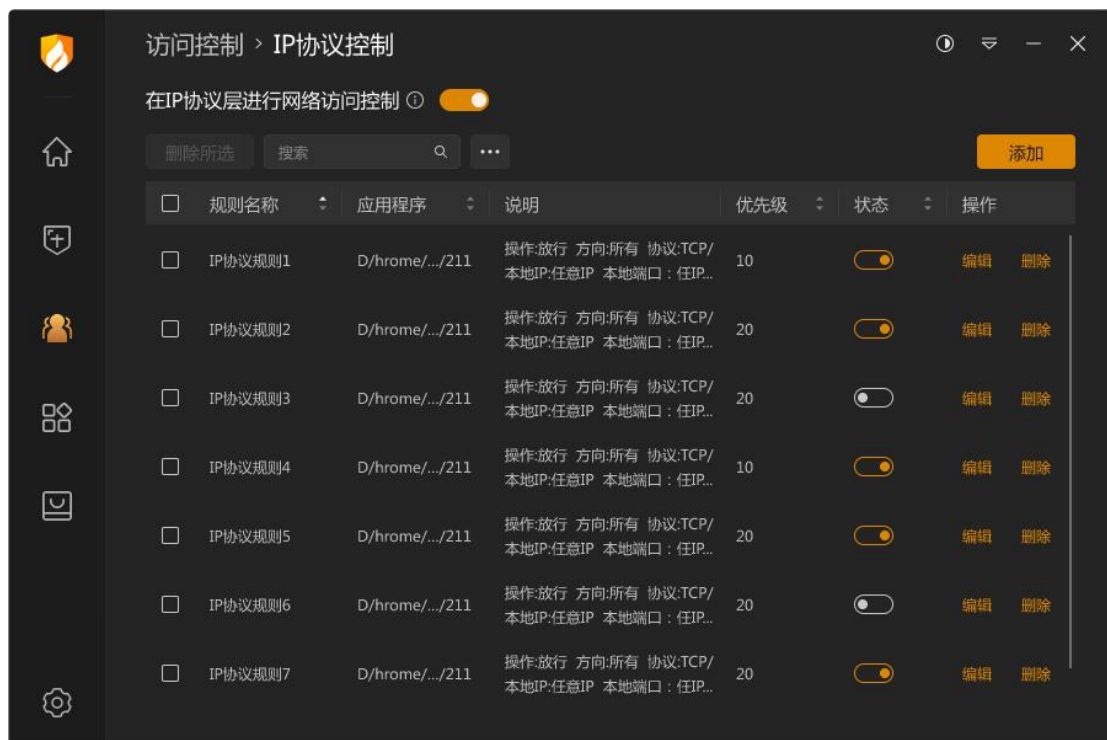 访问控制 > IP协议控制
在IP协议层进行网络访问控制
删除所选 搜索 ... 添加
规则名称 应用程序 说明 优先级 状态 操作
IP协议规则1 D/hrome/.../211 操作:放行 方向:所有 协议:TCP/ 10 编辑 删除
本地IP:任意IP 本地端口：任IP...
IP协议规则2 D/hrome/.../211 操作:放行 方向:所有 协议:TCP/ 20 编辑 删除
本地IP:任意IP 本地端口：任IP...
IP协议规则3 D/hrome/.../211 操作:放行 方向:所有 协议:TCP/ 20 编辑 删除
本地IP:任意IP 本地端口：任IP...
IP协议规则4 D/hrome/.../211 操作:放行 方向:所有 协议:TCP/ 10 编辑 删除
本地IP:任意IP 本地端口：任IP...
IP协议规则5 D/hrome/.../211 操作:放行 方向:所有 协议:TCP/ 20 编辑 删除
本地IP:任意IP 本地端口：任IP...
IP协议规则6 D/hrome/.../211 操作:放行 方向:所有 协议:TCP/ 20 编辑 删除
本地IP:任意IP 本地端口：任IP...
IP协议规则7 D/hrome/.../211 操作:放行 方向:所有 协议:TCP/ 20 编辑 删除
本地IP:任意IP 本地端口：任IP...